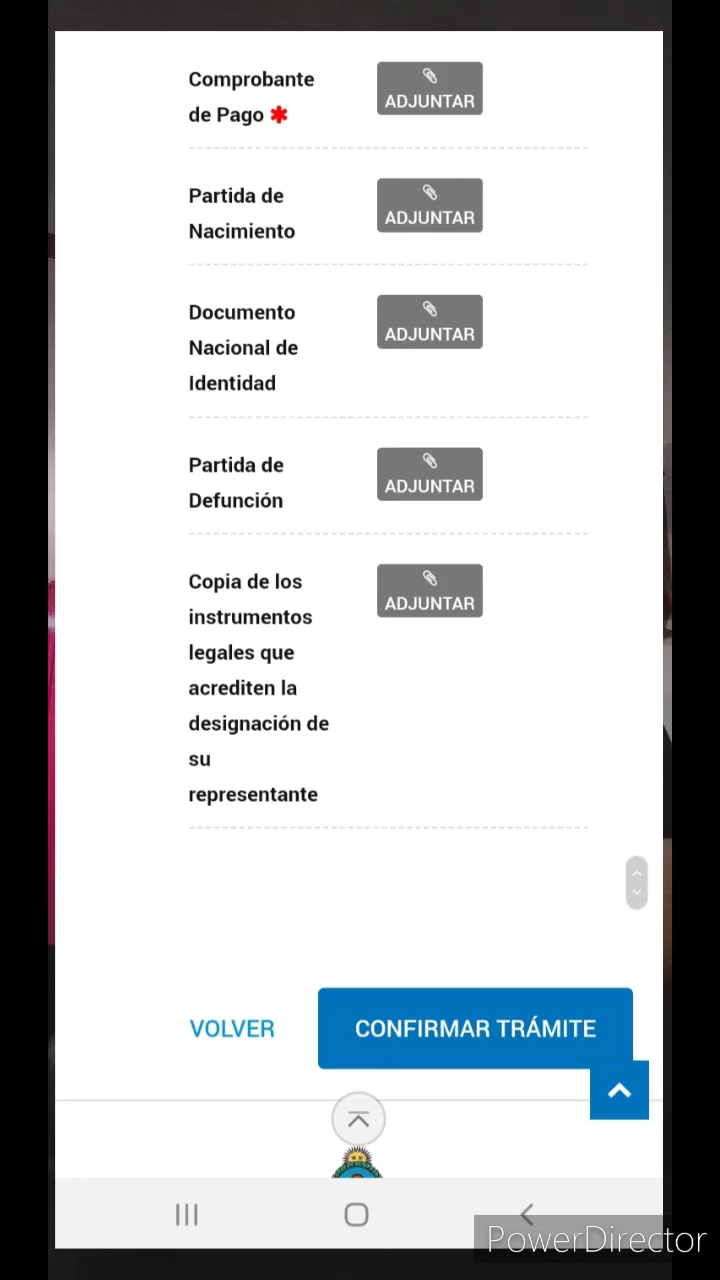 Comprobante
de Pago *
ADJUNTAR
Partida de
Nacimiento
ADJUNTAR
Documento
Nacional de
Identidad
ADJUNTAR
Partida de
Defunción
ADJUNTAR
Copia de los
instrumentos
legales que
acrediten la
designación de
su
representante
ADJUNTAR
VOLVER
CONFIRMAR TRÁMITE
PowerDirector